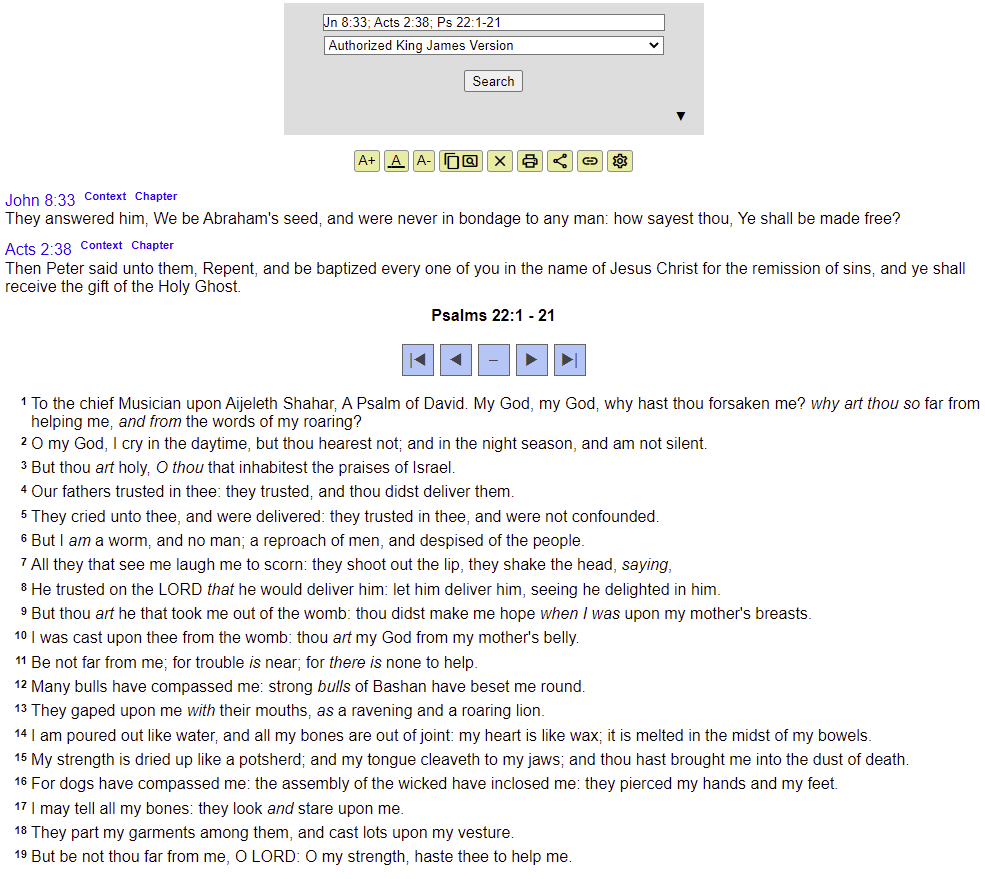 Jn 8:33; Acts 2:38; Ps 22:1-21
Authorized King James Version
Search
A+ A A-
John 8:33 Context Chapter
They answered him, We be Abraham's seed, and were never in bondage to any man: how sayest thou, Ye shall be made free?
Acts 2:38 Context Chapter
Then Peter said unto them, Repent, and be baptized every one of you in the name of Jesus Christ for the remission of sins, and ye shall
receive the gift of the Holy Ghost.
Psalms 22:1 - 21
1 To the chief Musician upon Aijeleth Shahar, A Psalm of David. My God, my God, why hast thou forsaken me? why art thou so far from
helping me, and from the words of my roaring?
2 O my God, I cry in the daytime, but thou hearest not; and in the night season, and am not silent.
3 But thou art holy, O thou that inhabitest the praises of Israel.
4 Our fathers trusted in thee: they trusted, and thou didst deliver them.
5 They cried unto thee, and were delivered: they trusted in thee, and were not confounded.
6 But I am a worm, and no man; a reproach of men, and despised of the people.
7 All they that see me laugh me to scorn: they shoot out the lip, they shake the head, saying,
8 He trusted on the LORD that he would deliver him: let him deliver him, seeing he delighted in him.
9 But thou art he that took me out of the womb: thou didst make me hope when I was upon my mother's breasts.
10 I was cast upon thee from the womb: thou art my God from my mother's belly.
11 Be not far from me; for trouble is near; for there is none to help.
12 Many bulls have compassed me: strong bulls of Bashan have beset me round.
13 They gaped upon me with their mouths, as a ravening and a roaring lion.
14 I am poured out like water, and all my bones are out of joint: my heart is like wax; it is melted in the midst of my bowels.
15 My strength is dried up like a potsherd; and my tongue cleaveth to my jaws; and thou hast brought me into the dust of death.
16 For dogs have compassed me: the assembly of the wicked have inclosed me: they pierced my hands and my feet.
17 I may tell all my bones: they look and stare upon me.
18 They part my garments among them, and cast lots upon my vesture.
19 But be not thou far from me, O LORD: O my strength, haste thee to help me.